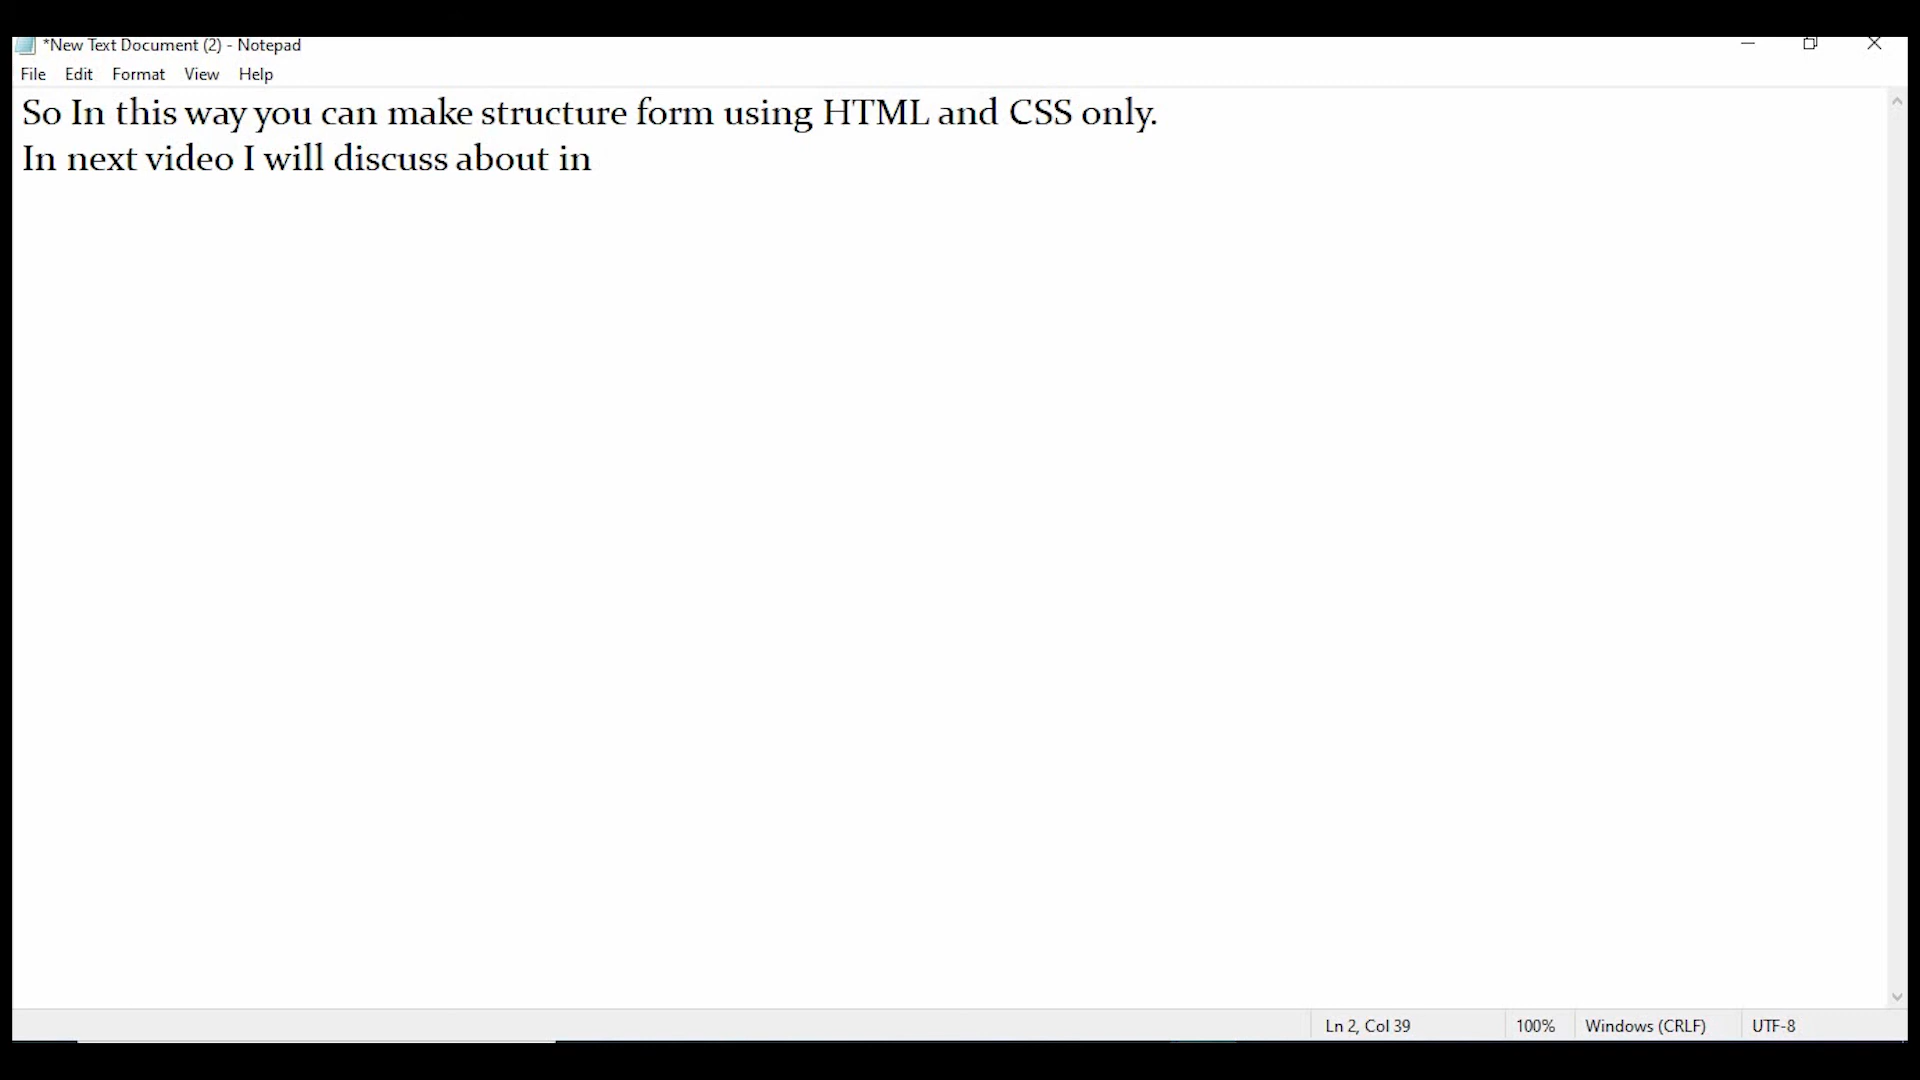 *New Text Document (2) - Notepad
File Edit Format View Help
So In this way you can make structure form using HTML and CSS only.
In next video I will discuss about in
Ln 2, Col 39 100% Windows (CRLF) UTF-8